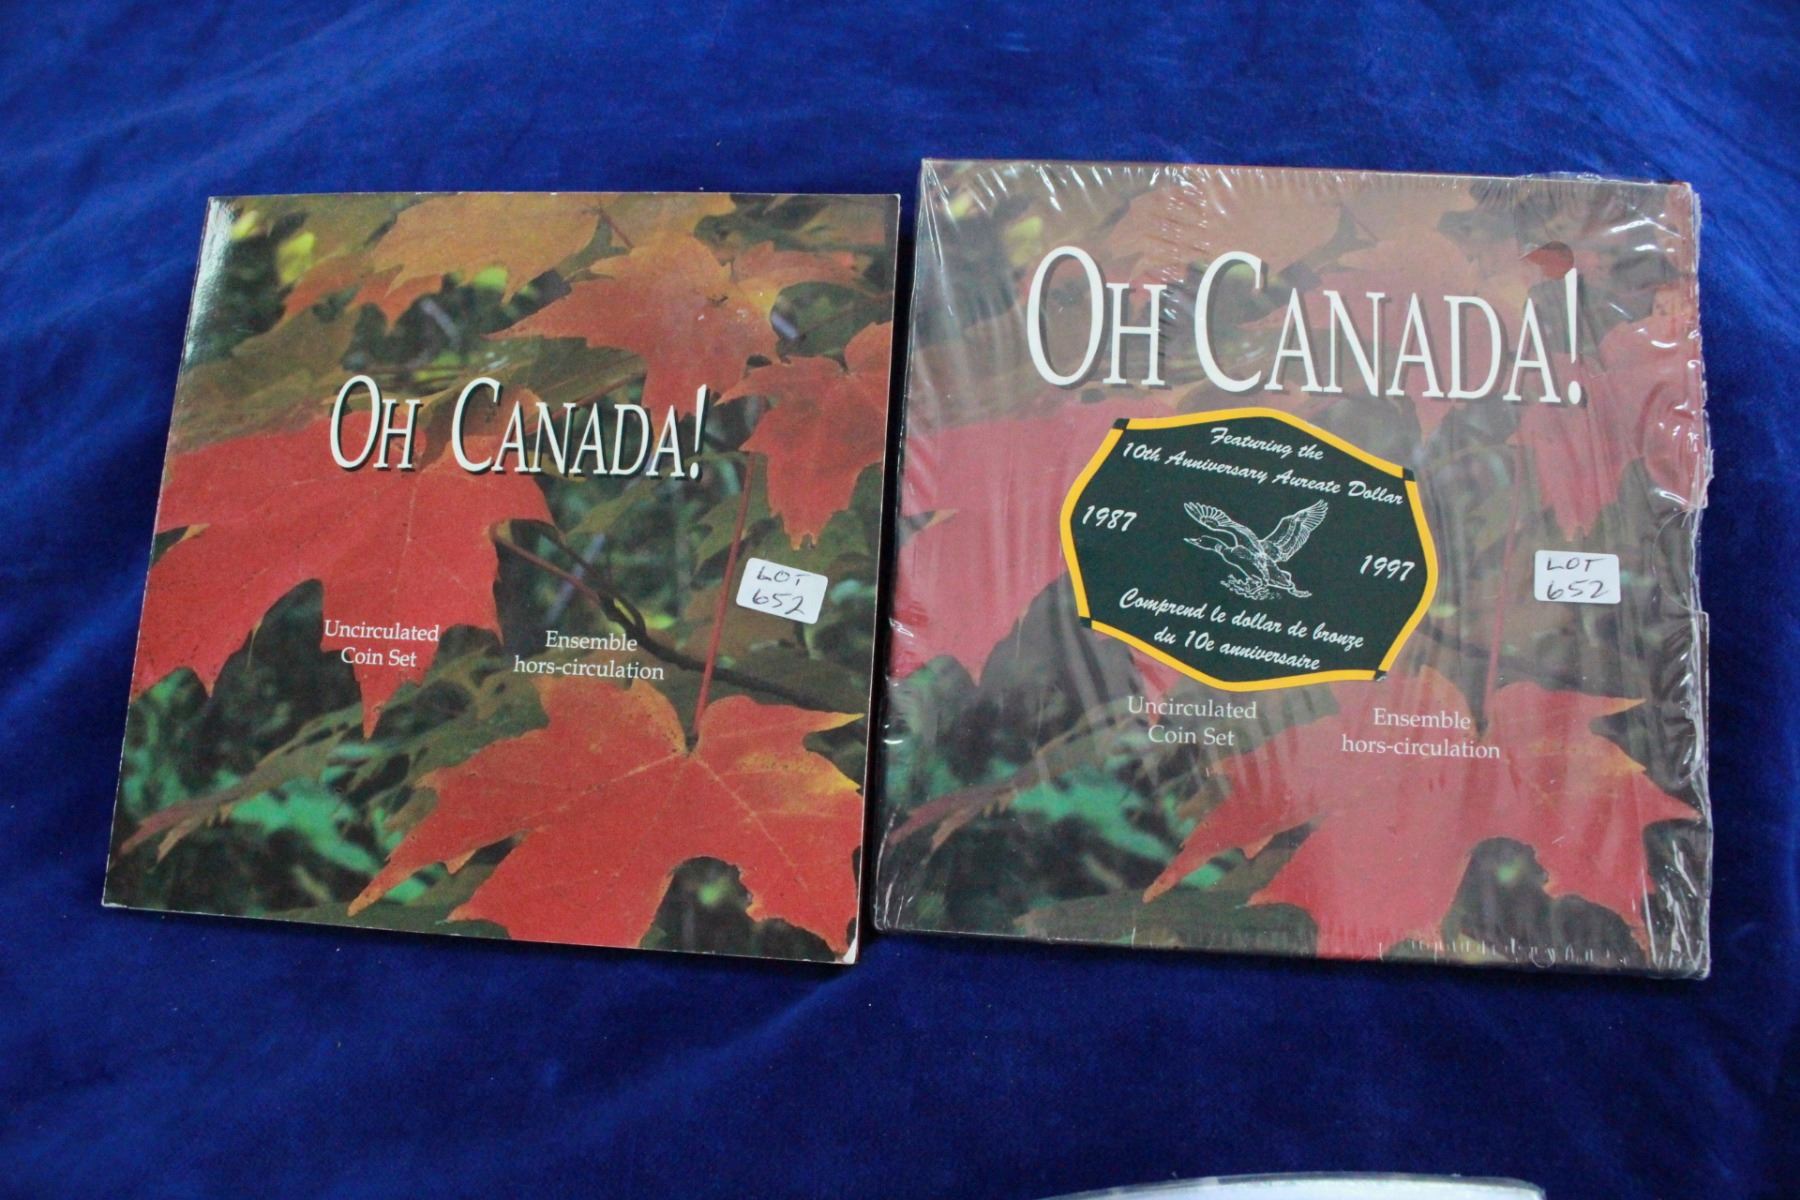 OH CANADA!
LOT
652
Uncirculated
Coin Set
Ensemble
hors-circulation
OH CANADA!
Featuring the
10th Anniversary Aureate Dollar
1987
1997
Comprend le dollar de bronze
du 10e anniversaire
LOT
652
Uncirculated
Coin Set
Ensemble
hors-circulation